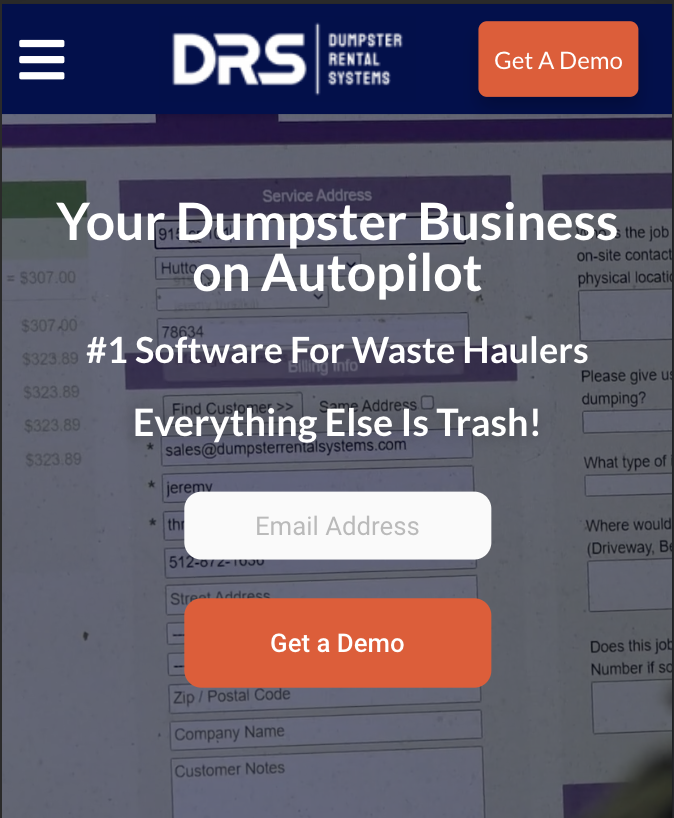 DRS
DUMPSTER
RENTAL
SYSTEMS
Get A Demo
Service Address
Your Dumpster Business
on Autopilot
915
Hutto
= $307.00
$307.00
$323.89
$323.89
$323.89
$323.89
78634
#1 Software For Waste Haulers
Billing Info
Find Customer >>
Same Address
Everything Else Is Trash!
* sales@dumpsterrentalsystems.com
* jeremy
*
Email Address
512-872-1630
Street Address
Get a Demo
Zip / Postal Code
Company Name
Customer Notes
is the job
on-site contact
physical locati
Please give us
dumping?
What type of
Where would
(Driveway, Be
Does this job
Number if so